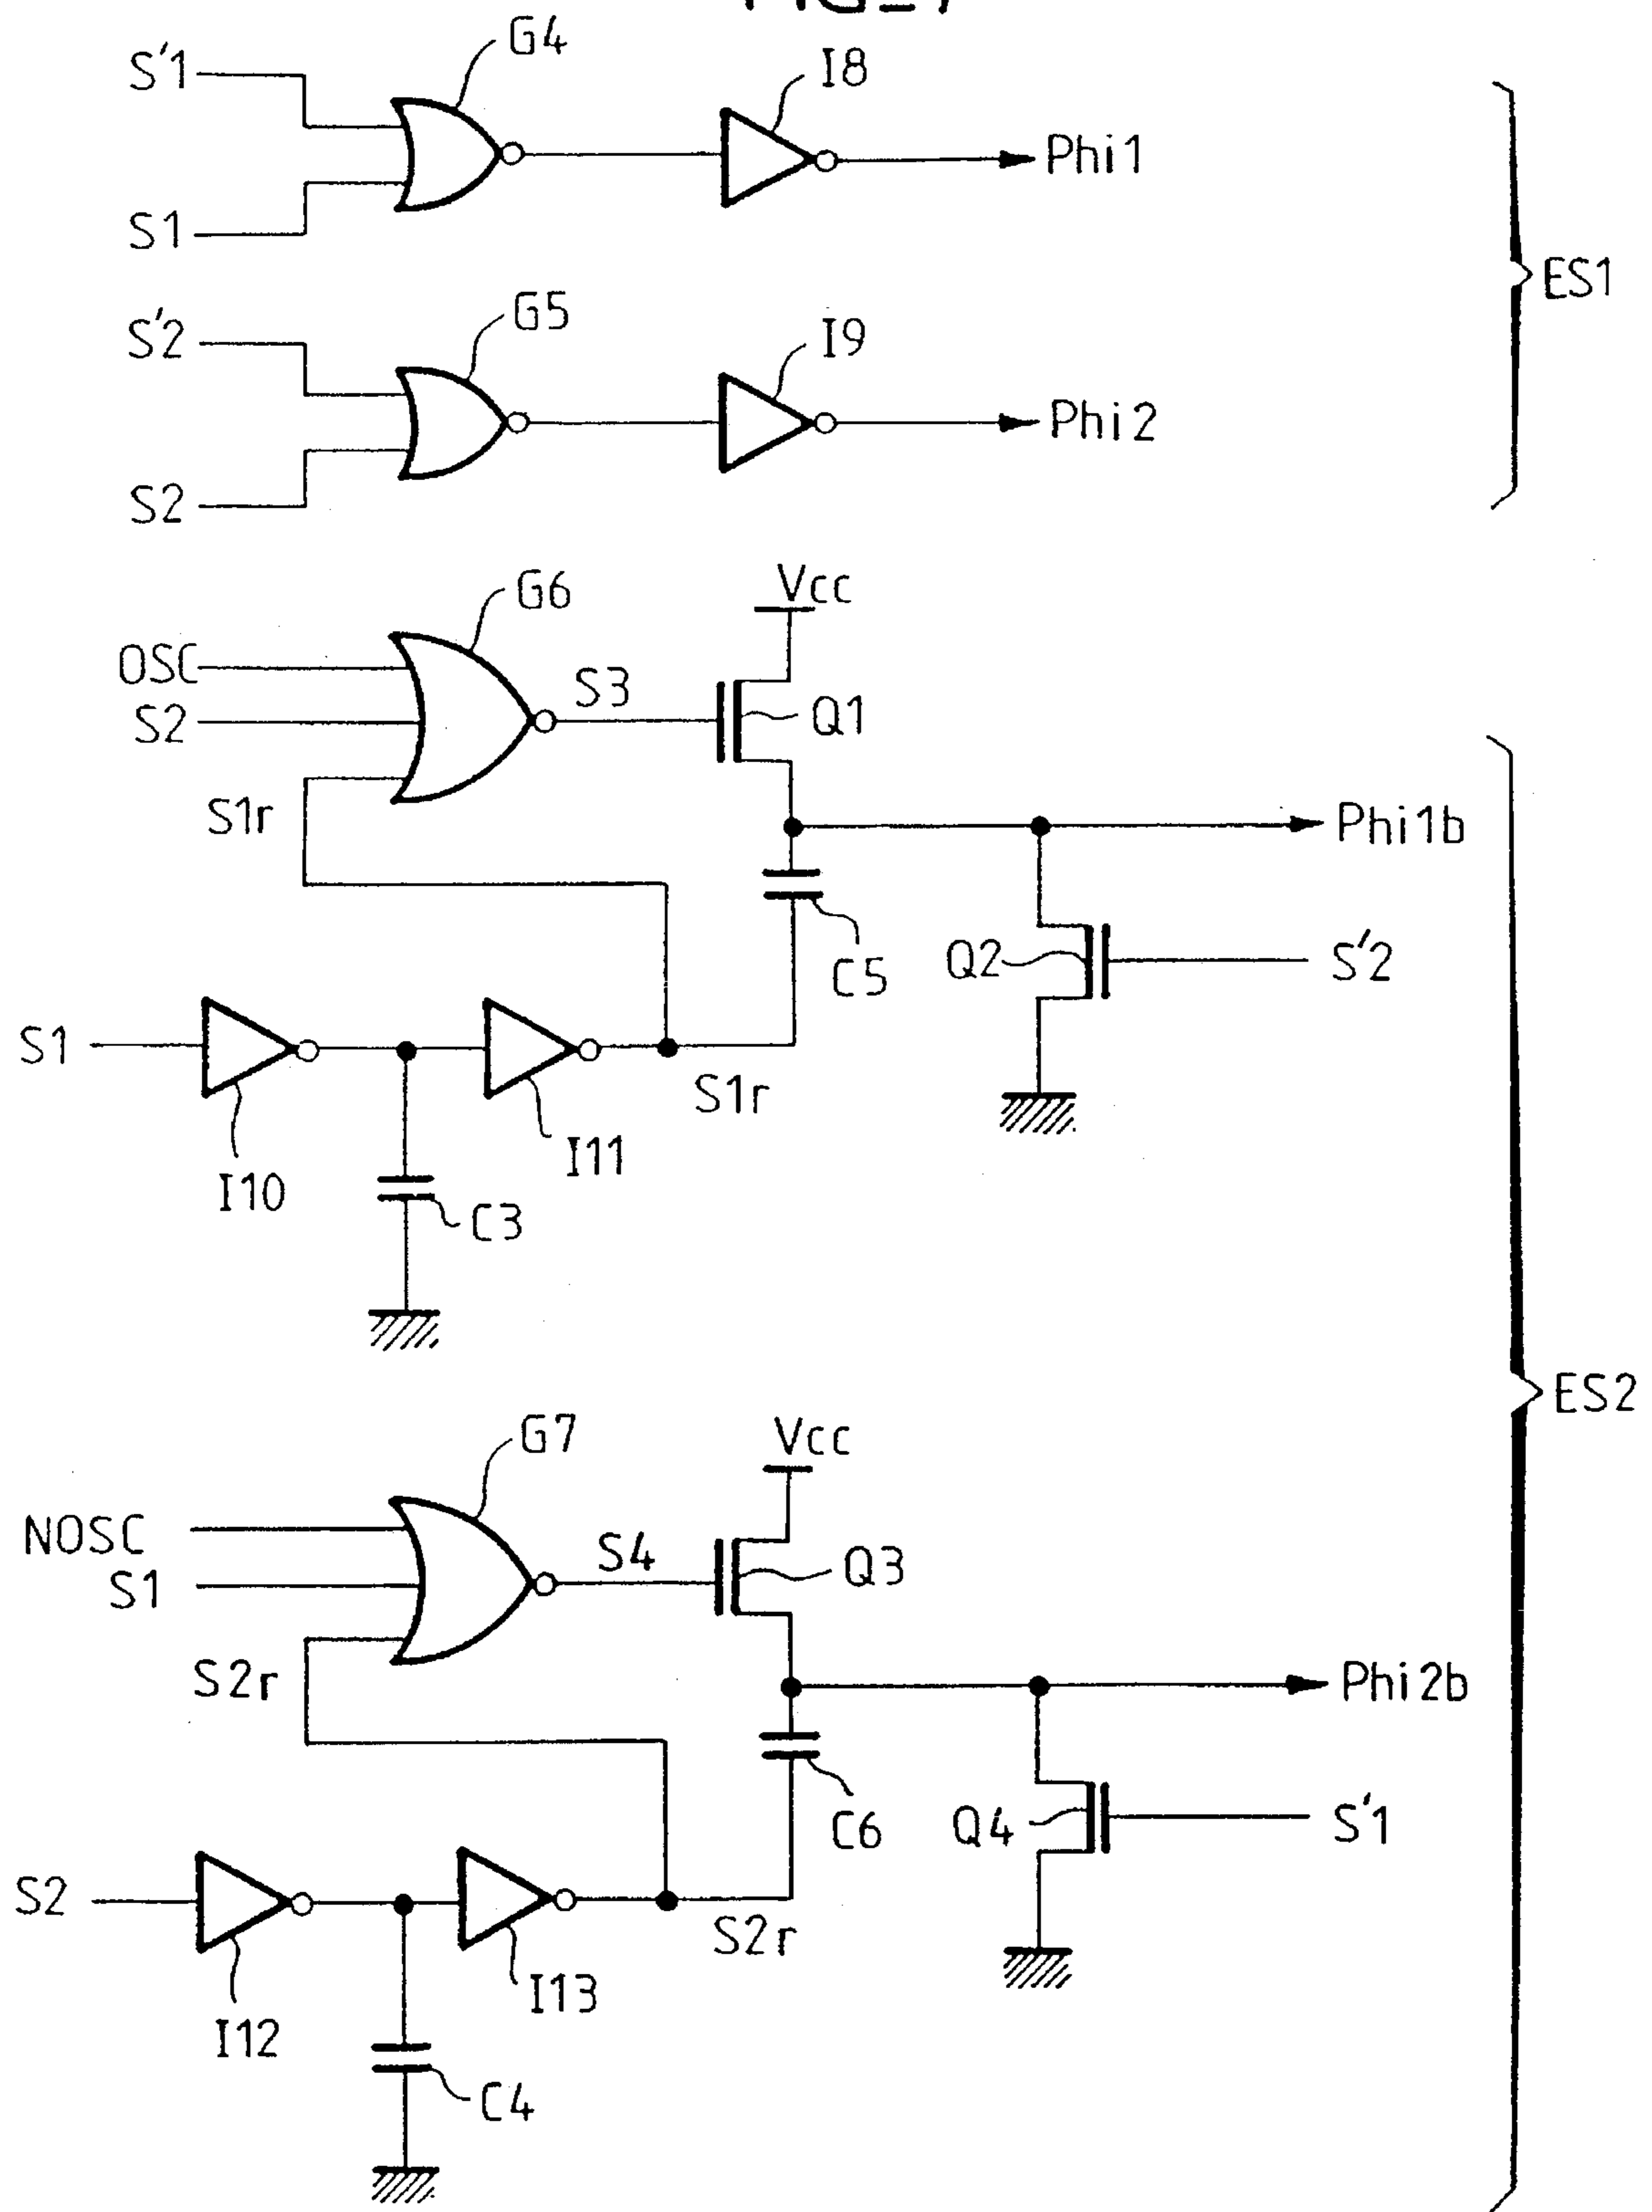 G4
S'1
I8
Phi1
S1
ES1
G5
S'2
I9
Phi2
S2
Vcc
G6
OSC
S3
S2
Q1
S1r
Phi1b
C5
Q2
S'2
S1
S1r
I11
I10
C3
ES2
G7
Vcc
NOSC
S4
Q3
S1
S2r
Phi2b
C6
Q4
S'1
S2
S2r
I13
I12
C4